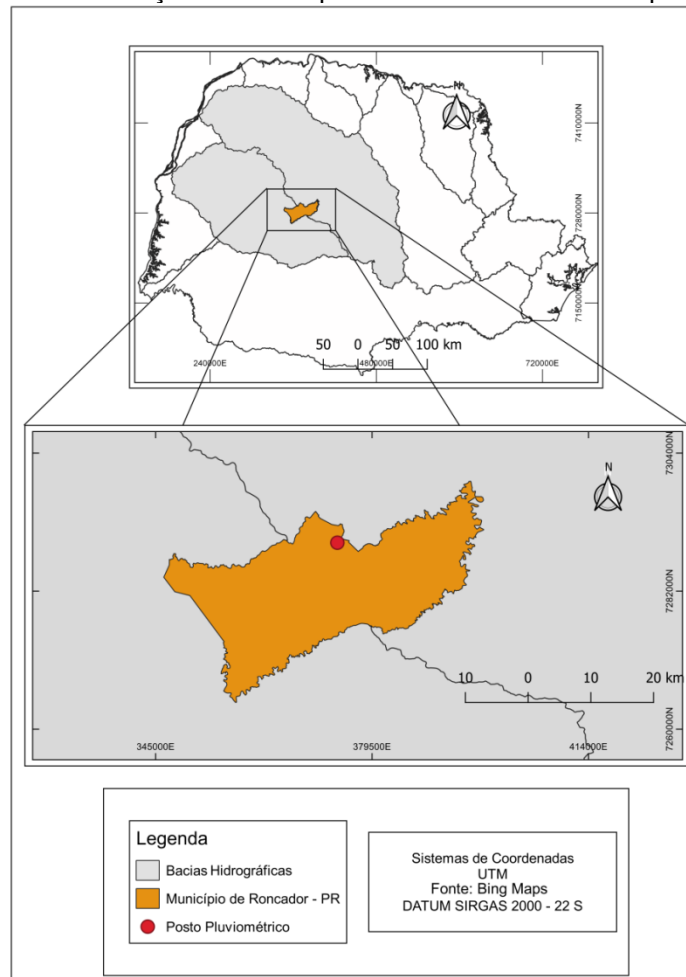 N
7410000N
7280000N
7150000N
50 0 50 100 km
240000E
480000E
720000E
N
7304000N
7282000N
7260000N
10 0 10 20 km
345000E
379500E
414000E
Legenda
Bacias Hidrográficas
Município de Roncador - PR
Posto Pluviométrico
Sistemas de Coordenadas
UTM
Fonte: Bing Maps
DATUM SIRGAS 2000 - 22 S